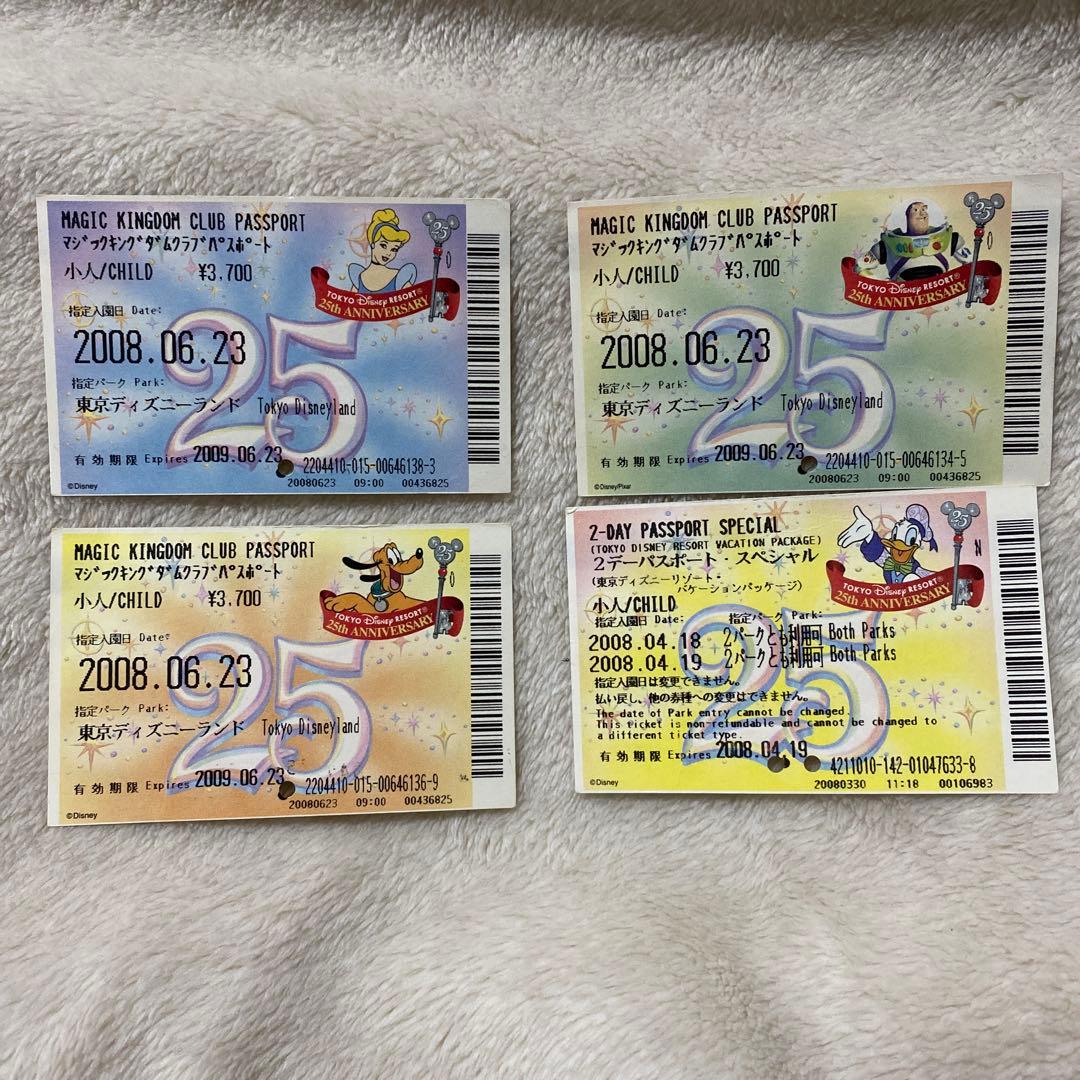 MAGIC KINGDOM CLUB PASSPORT
マジックキングダムクラブパスポート
小人/CHILD ¥3,700
25
TOKYO DISNEY RESORT®
25th ANNIVERSARY
指定入園日 Date:
2008.06.23
指定パーク Park:
東京ディズニーランド Tokyo Disneyland
25
有効期限 Expires 2009.06.23
2204410-015-00646138-3
20080623 09:00 00436825
©Disney
MAGIC KINGDOM CLUB PASSPORT
マジックキングダムクラブパスポート
小人/CHILD ¥3,700
25
TOKYO DISNEY RESORT®
25th ANNIVERSARY
指定入園日 Date:
2008.06.23
指定パーク Park:
東京ディズニーランド Tokyo Disneyland
25
有効期限 Expires 2009.06.23
2204410-015-00646134-5
20080623 09:00 00436825
©Disney/Pixar
MAGIC KINGDOM CLUB PASSPORT
マジックキングダムクラブパスポート
小人/CHILD ¥3,700
25
TOKYO DISNEY RESORT®
25th ANNIVERSARY
指定入園日 Date:
2008.06.23
指定パーク Park:
東京ディズニーランド Tokyo Disneyland
25
有効期限 Expires 2009.06.23
2204410-015-00646136-9
20080623 09:00 00436825
©Disney
2-DAY PASSPORT SPECIAL
(TOKYO DISNEY RESORT VACATION PACKAGE)
2デーパスポート・スペシャル
(東京ディズニーリゾート・
バケーションパッケージ)
25
TOKYO DISNEY RESORT®
25th ANNIVERSARY
N
小人/CHILD
指定入園日 Date: 指定パーク Park:
2008.04.18 2パークとも利用可 Both Parks
2008.04.19 2パークとも利用可 Both Parks
25
指定入園日は変更できません。
払い戻し、他の券種への変更はできません。
The date of Park entry cannot be changed.
This ticket is non-refundable and cannot be changed to
a different ticket type.
有効期限 Expires 2008.04.19
4211010-142-01047633-8
20080330 11:18 00106983
©Disney